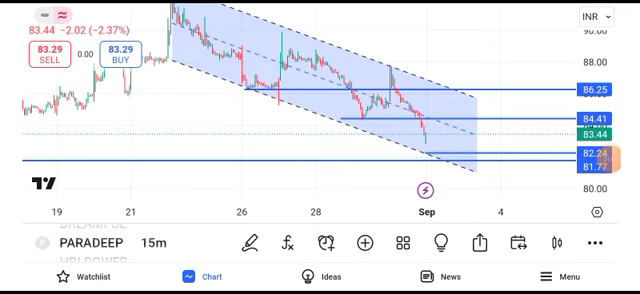 83.44 -2.02 (-2.37%)
83.29
SELL
0.00
83.29
BUY
INR
90.00
88.00
86.25
84.41
83.44
82.24
81.77
80.00
19
21
26
28
Sep
4
PARADEEP
15m
Watchlist
Chart
Ideas
News
Menu